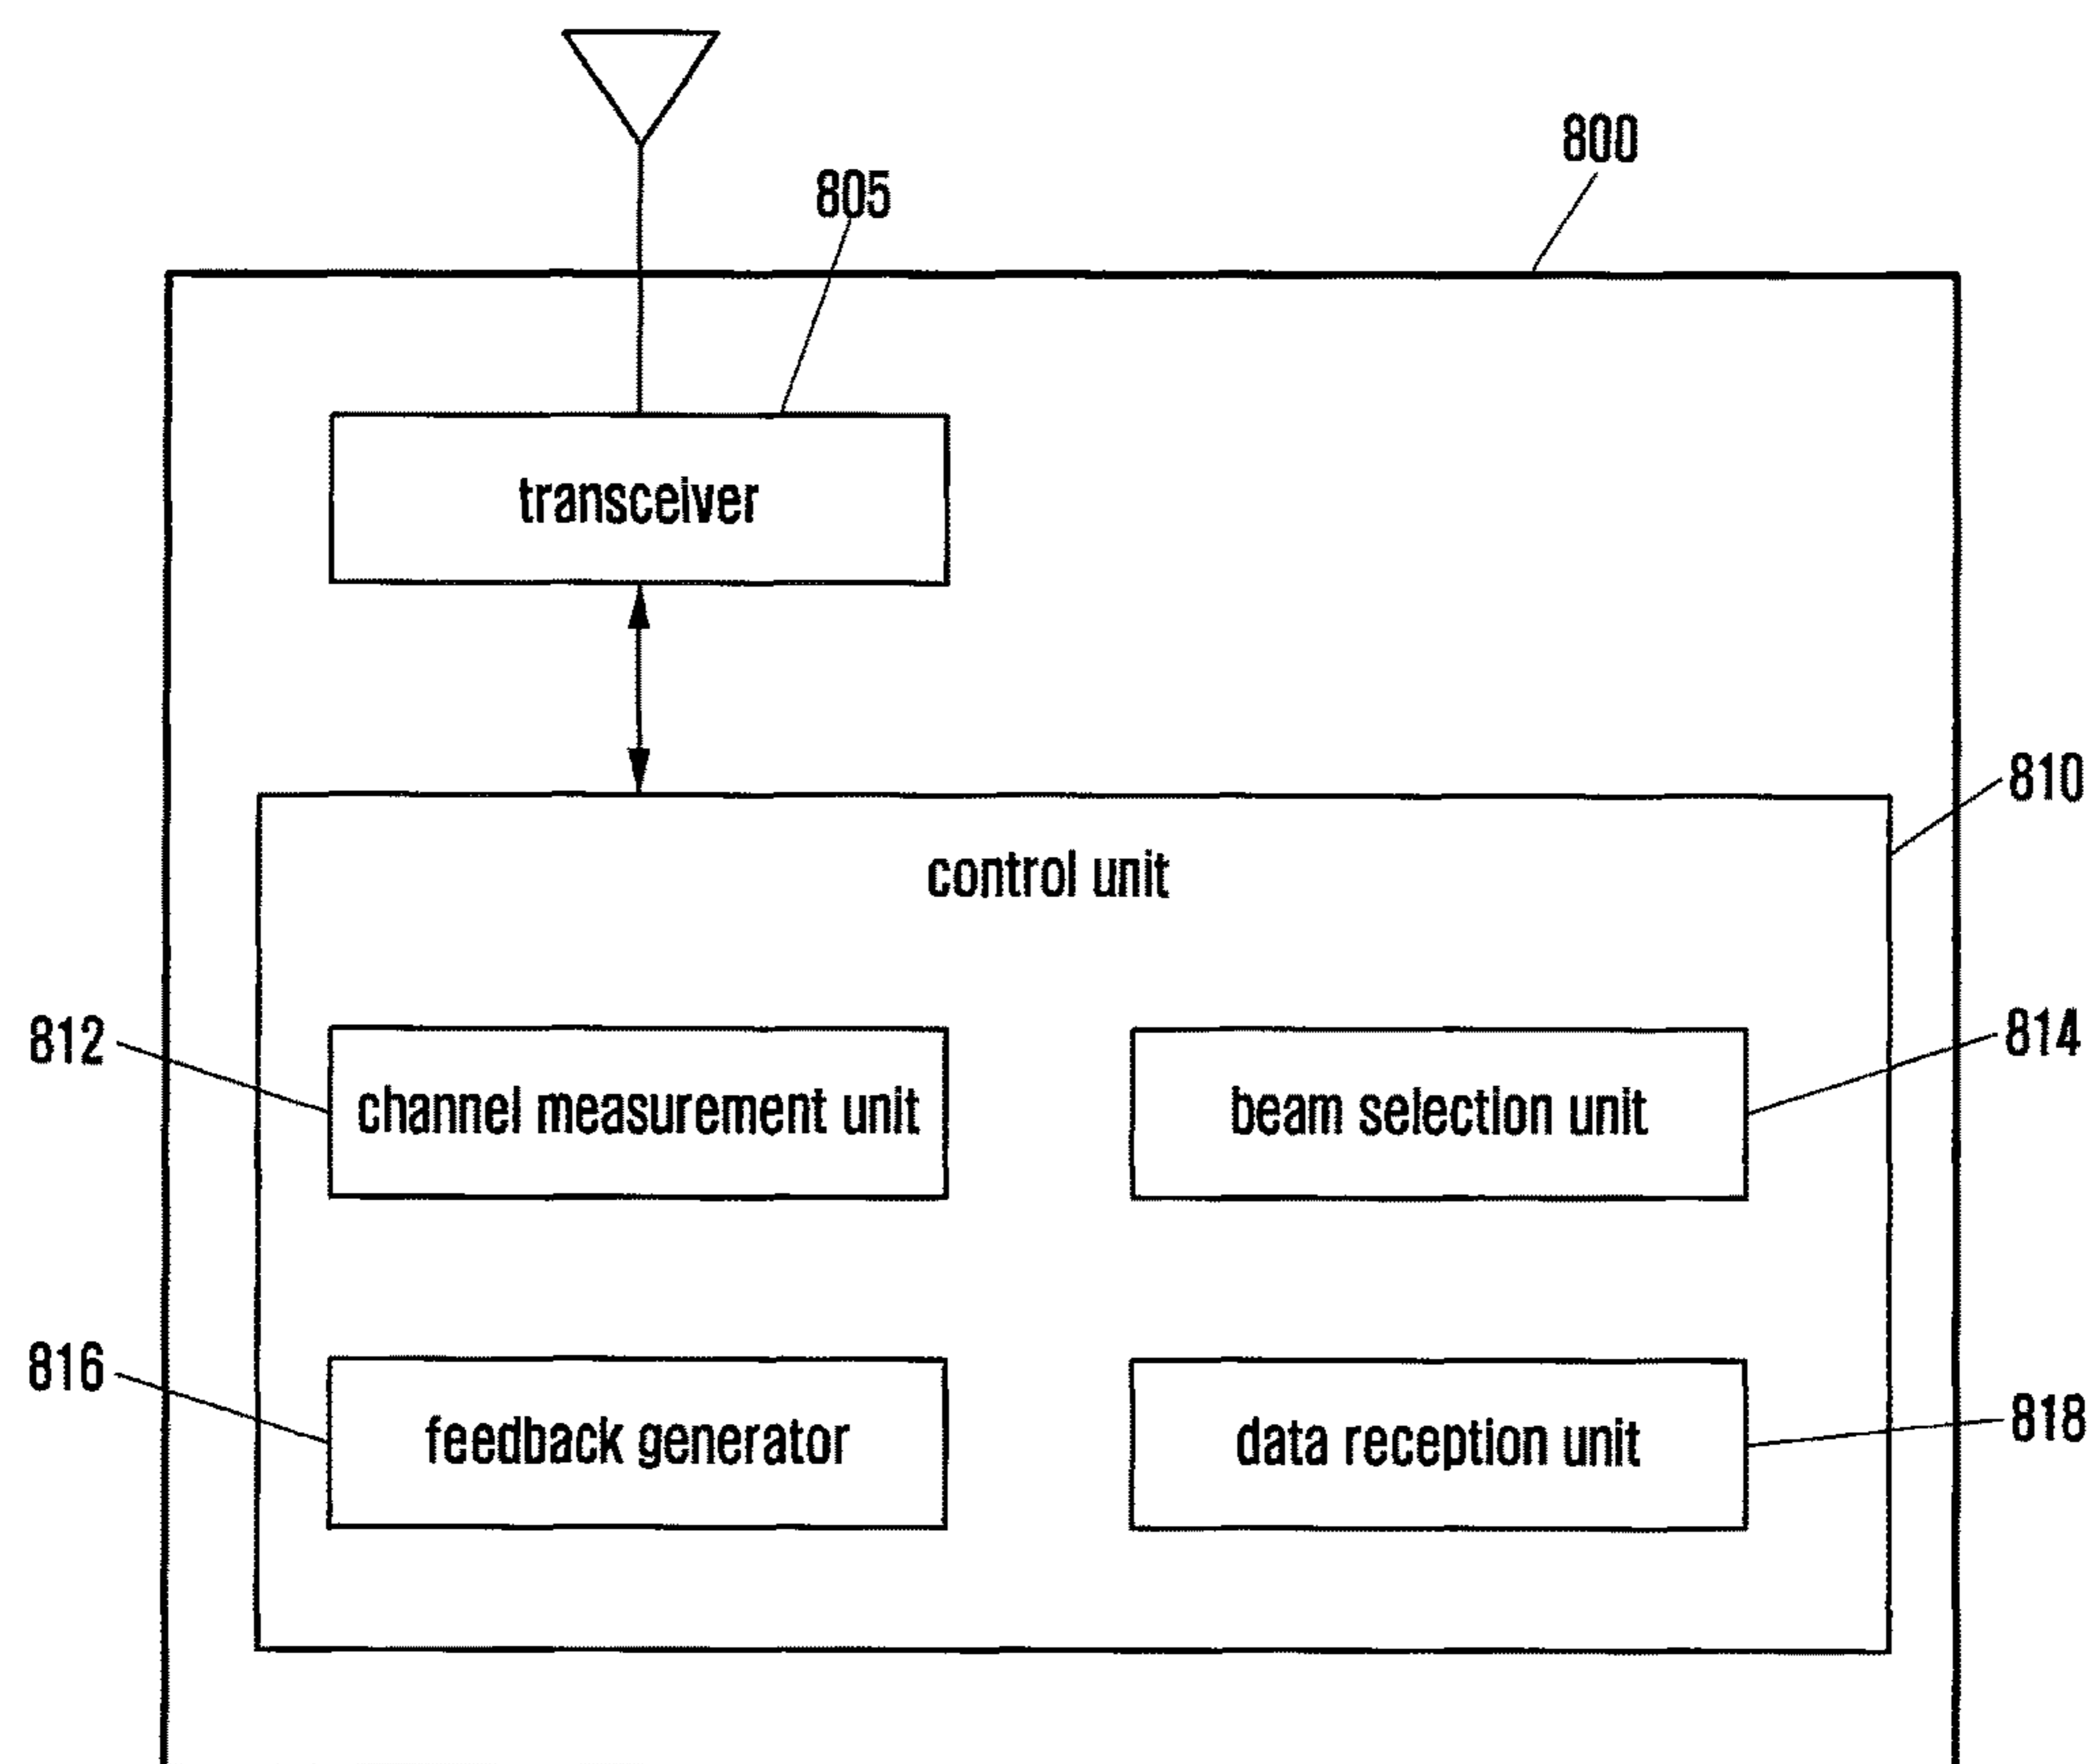 800
805
transceiver
810
control unit
812
814
channel measurement unit
beam selection unit
816
818
feedback generator
data reception unit